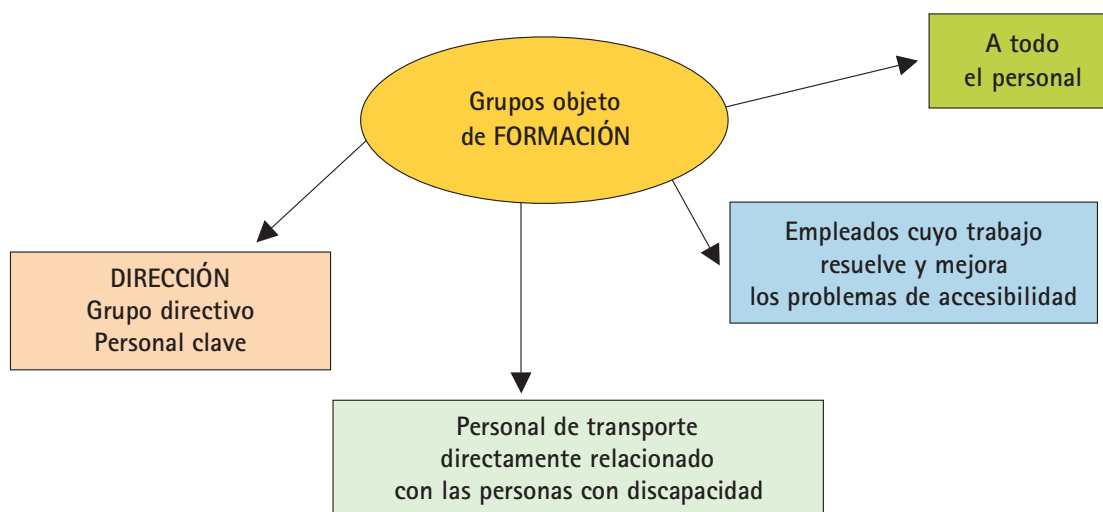 Grupos objeto
de FORMACIÓN
A todo
el personal
Empleados cuyo trabajo
resuelve y mejora
los problemas de accesibilidad
DIRECCIÓN
Grupo directivo
Personal clave
Personal de transporte
directamente relacionado
con las personas con discapacidad